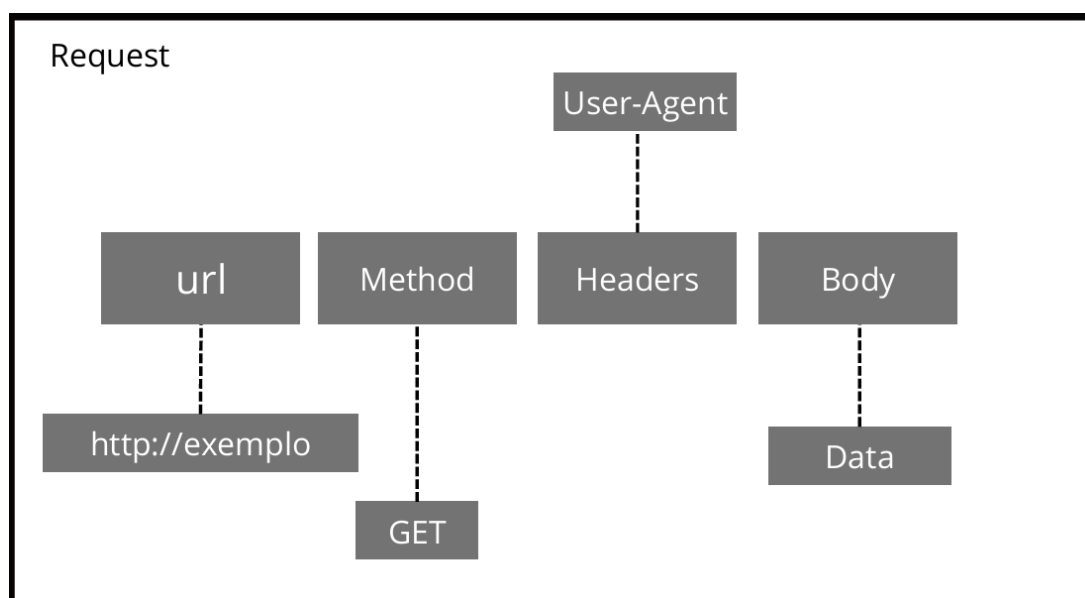 Request
User-Agent
url
Method
Headers
Body
http://exemplo
Data
GET